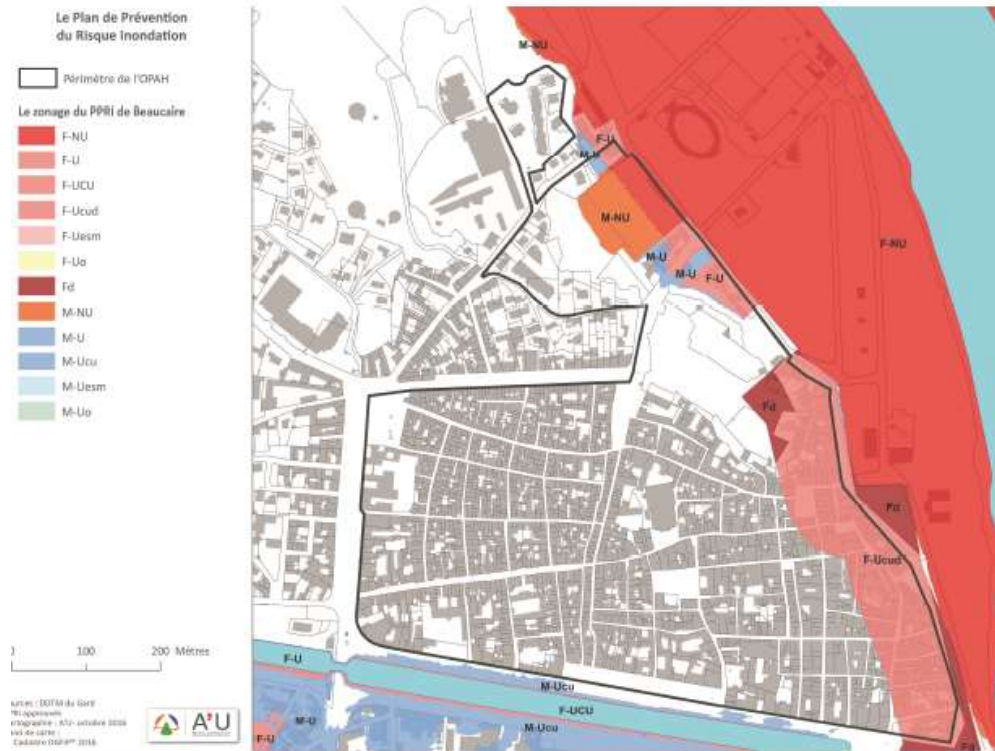 Le Plan de Prévention
du Risque Inondation
Périmètre de l'OPAH
Le zonage du PPRI de Beaucaire
F-NU
F-U
F-UCU
F-Ucud
F-Uesm
F-Uo
Fd
M-NU
M-U
M-Ucu
M-Uesm
M-Uo
100
200 Mètres
A'U
M-NU
F-U
M-U
M-NU
F-NU
M-U
M-U
F-U
Fd
Fd
F-Ucud
F-U
M-Ucu
F-UCU
M-U
M-Ucu
F-U
Fd